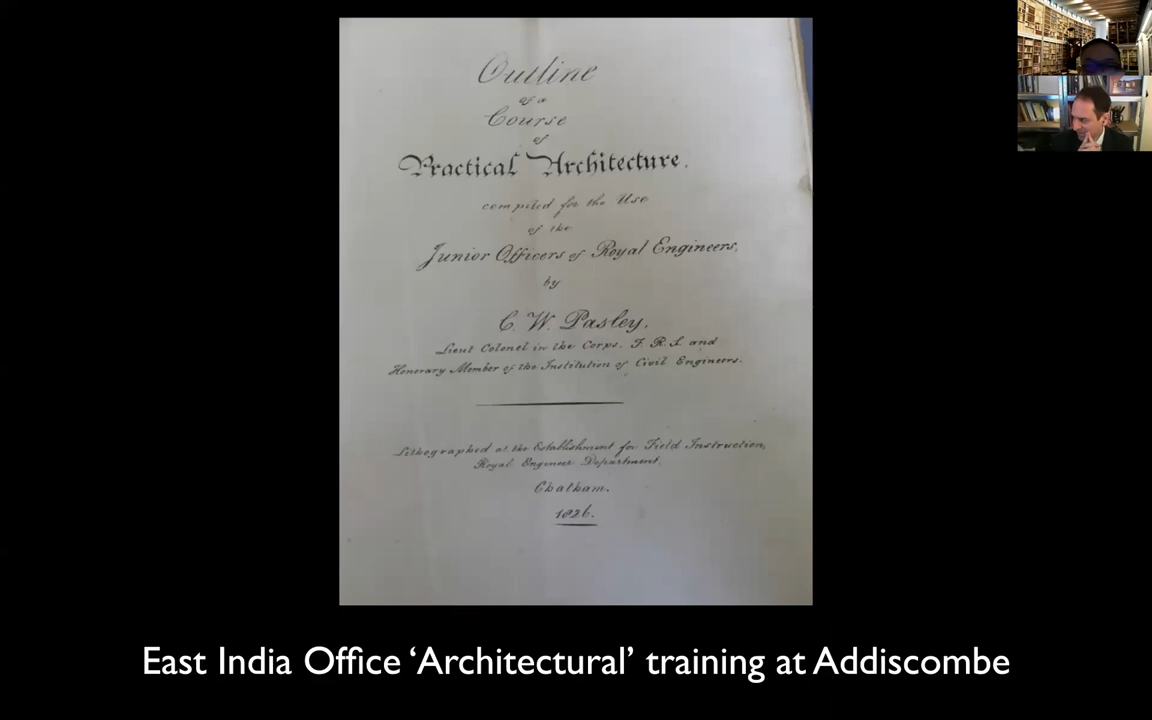 Outline
of a
Course
of
Practical Architecture.
compiled for the Use
of the
Junior Officers of Royal Engineers,
by
C. W. Pasley,
Lieut Colonel in the Corps. F. R. S. and
Honorary Member of the Institution of Civil Engineers.
Lithographed at the Establishment for Field Instruction,
Royal Engineer Department.
Chatham.
1826.
East India Office ‘Architectural’ training at Addiscombe